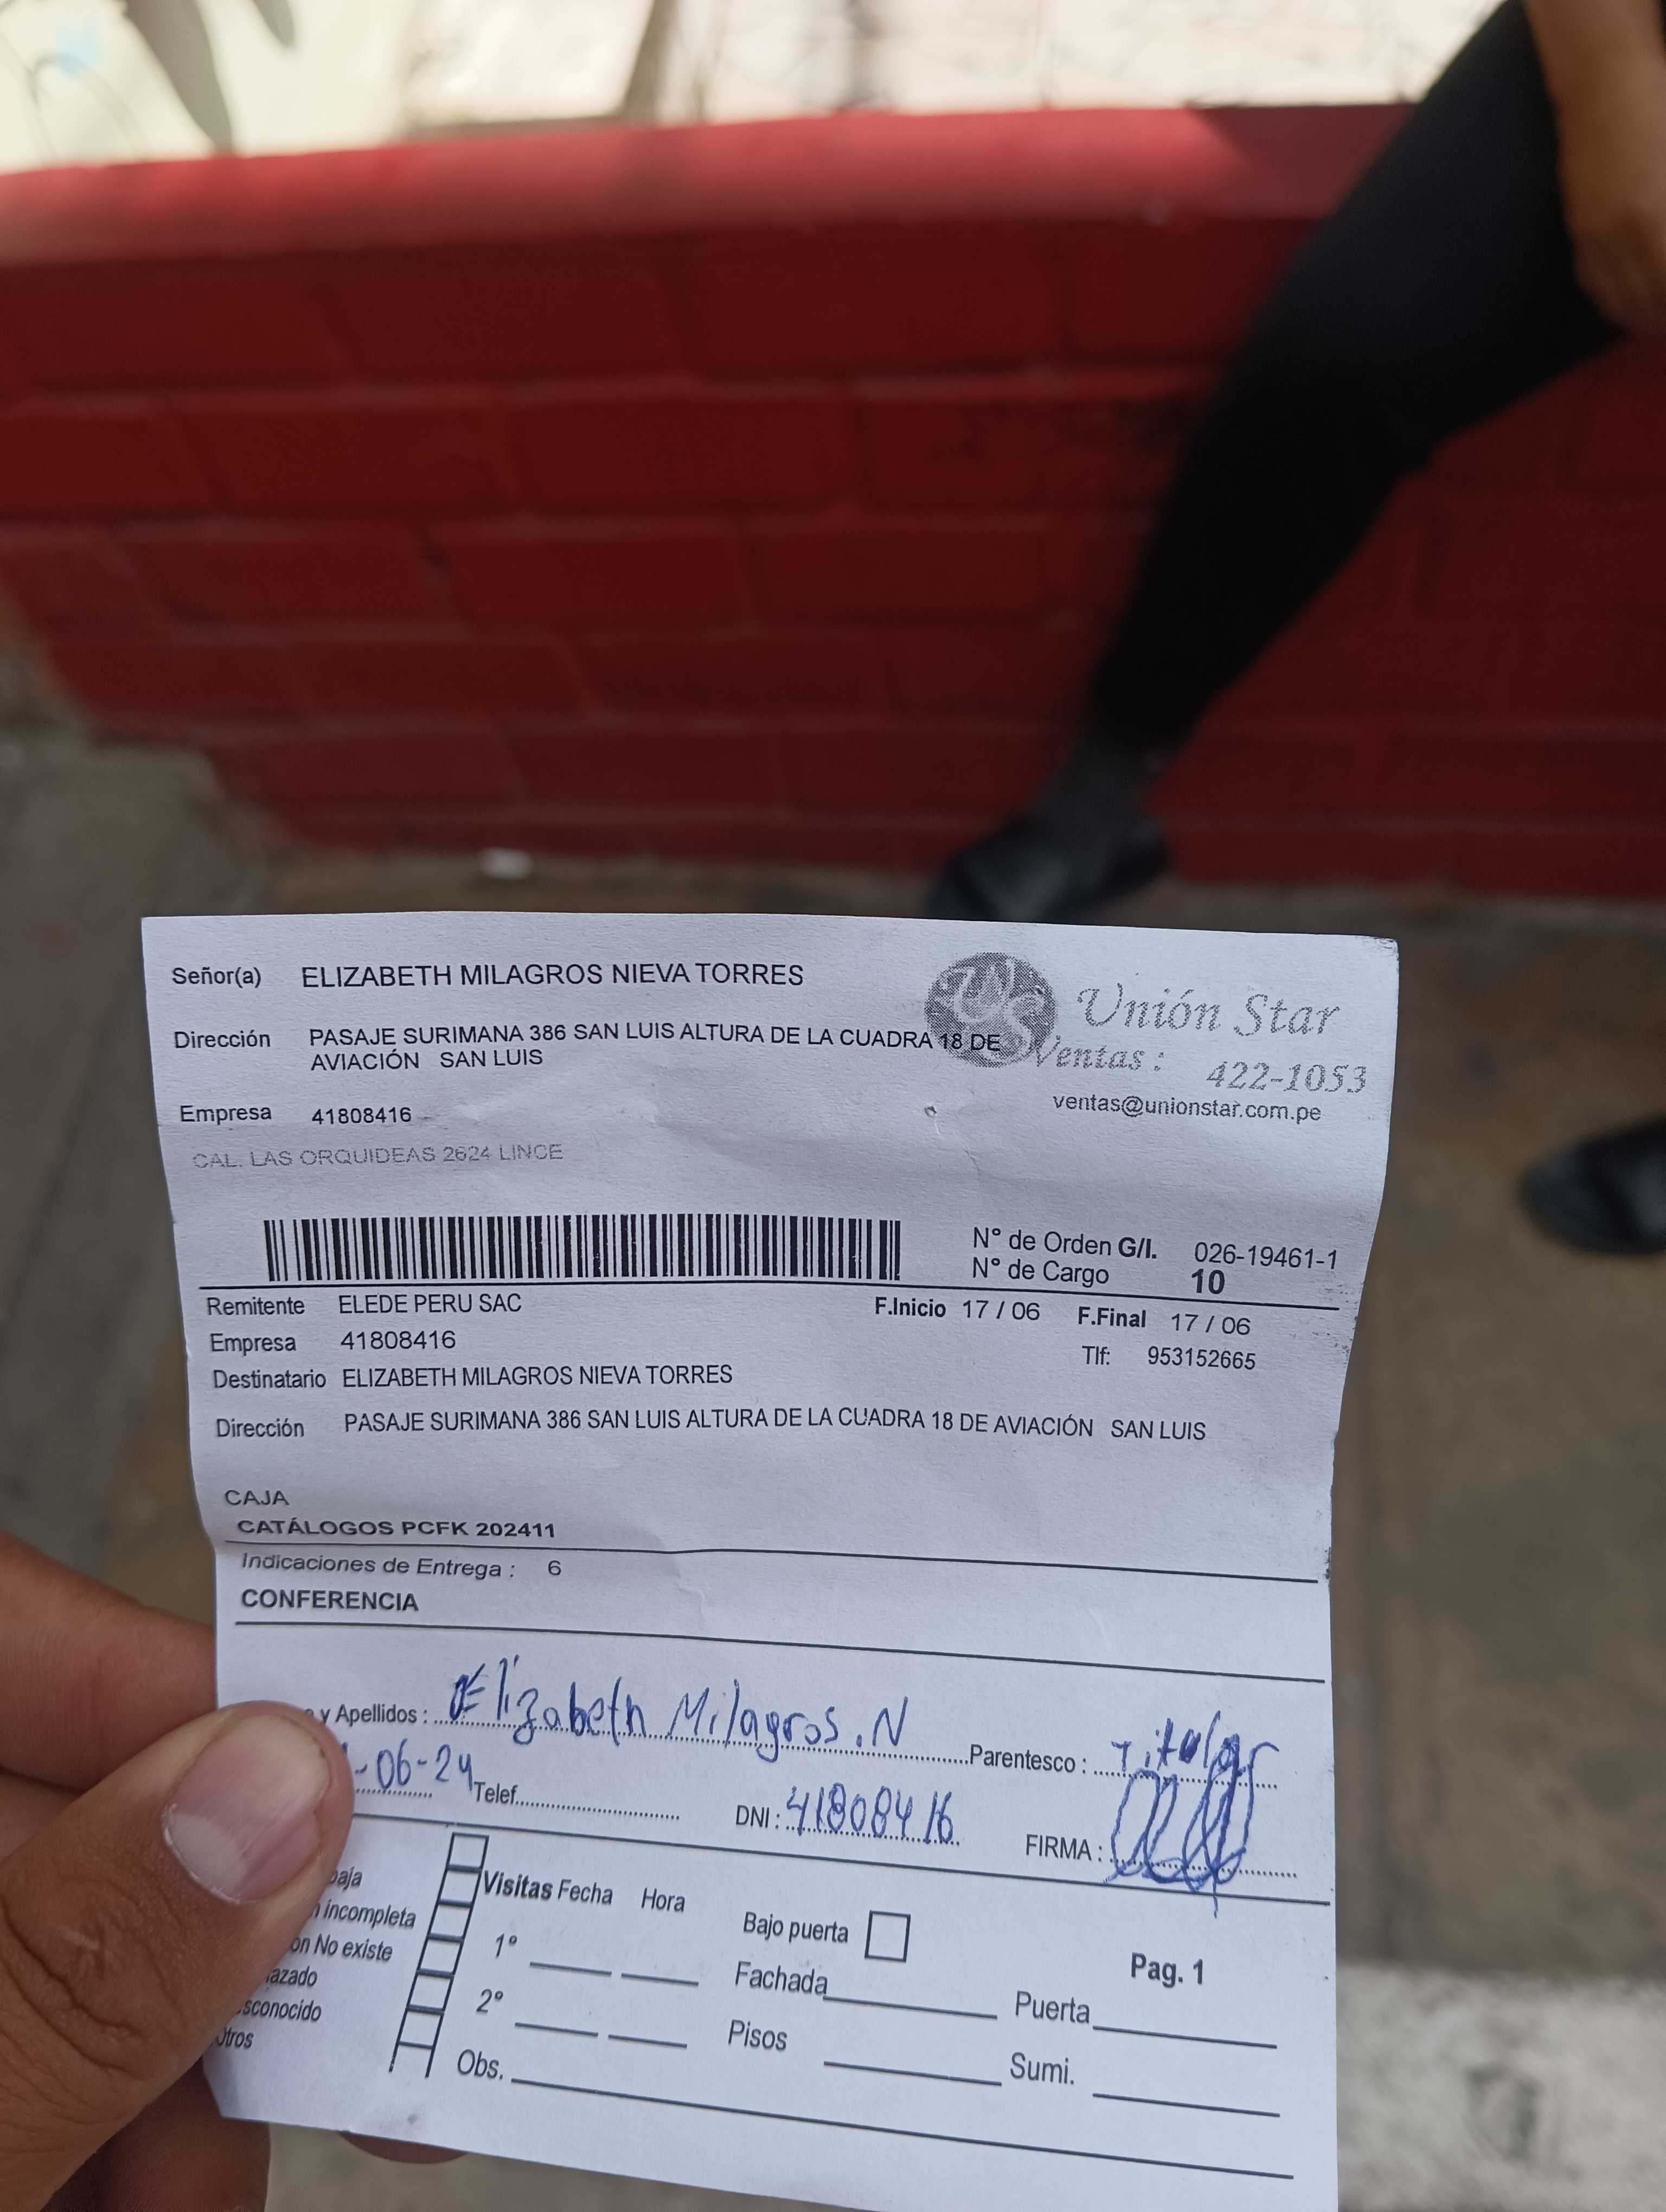 Señor(a) ELIZABETH MILAGROS NIEVA TORRES
Dirección PASAJE SURIMANA 386 SAN LUIS ALTURA DE LA CUADRA 18 DE
AVIACIÓN SAN LUIS
Unión Star
Ventas : 422-1053
ventas@unionstar.com.pe
Empresa 41808416
CAL. LAS ORQUIDEAS 2624 LINCE
N° de Orden G/I. 026-19461-1
N° de Cargo 10
Remitente ELEDE PERU SAC F.Inicio 17 / 06 F.Final 17 / 06
Empresa 41808416 Tlf: 953152665
Destinatario ELIZABETH MILAGROS NIEVA TORRES
Dirección PASAJE SURIMANA 386 SAN LUIS ALTURA DE LA CUADRA 18 DE AVIACIÓN SAN LUIS
CAJA
CATÁLOGOS PCFK 202411
Indicaciones de Entrega : 6
CONFERENCIA
y Apellidos : Elizabeth Milagros .N Parentesco : Titular
-06-24 Telef. DNI : 41808416 FIRMA :
Visitas Fecha Hora Bajo puerta
incompleta
No existe 1° Fachada Pag. 1
2° Puerta
Otros Pisos Sumi.
Obs.